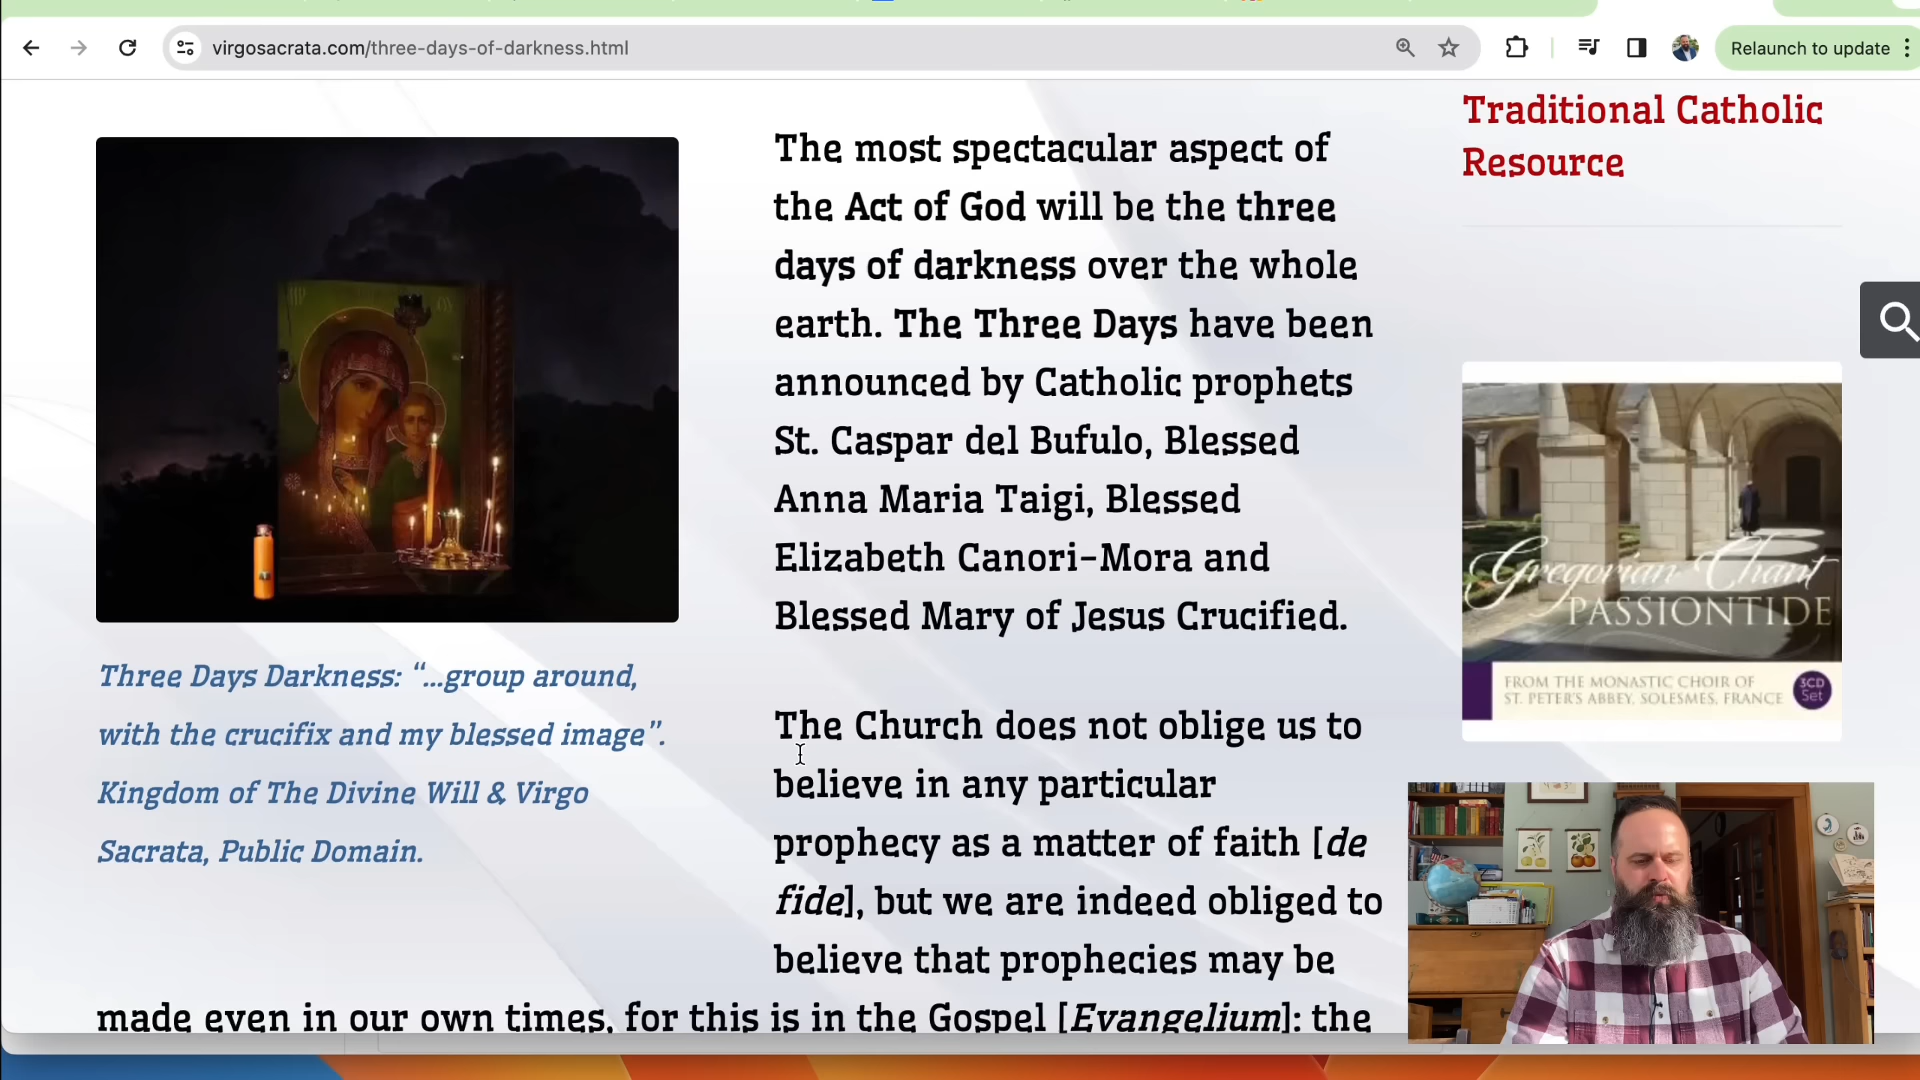 virgosacrata.com/three-days-of-darkness.html
Relaunch to update
Traditional Catholic
Resource
The most spectacular aspect of
the Act of God will be the three
days of darkness over the whole
earth. The Three Days have been
announced by Catholic prophets
St. Caspar del Bufulo, Blessed
Anna Maria Taigi, Blessed
Elizabeth Canori-Mora and
Blessed Mary of Jesus Crucified.
Three Days Darkness: “...group around,
with the crucifix and my blessed image”.
Kingdom of The Divine Will & Virgo
Sacrata, Public Domain.
The Church does not oblige us to
believe in any particular
prophecy as a matter of faith [de
fide], but we are indeed obliged to
believe that prophecies may be
made even in our own times, for this is in the Gospel [Evangelium]: the
Gregorian Chant
PASSIONTIDE
FROM THE MONASTIC CHOIR OF
ST. PETER'S ABBEY, SOLESMES, FRANCE
3CD
Set